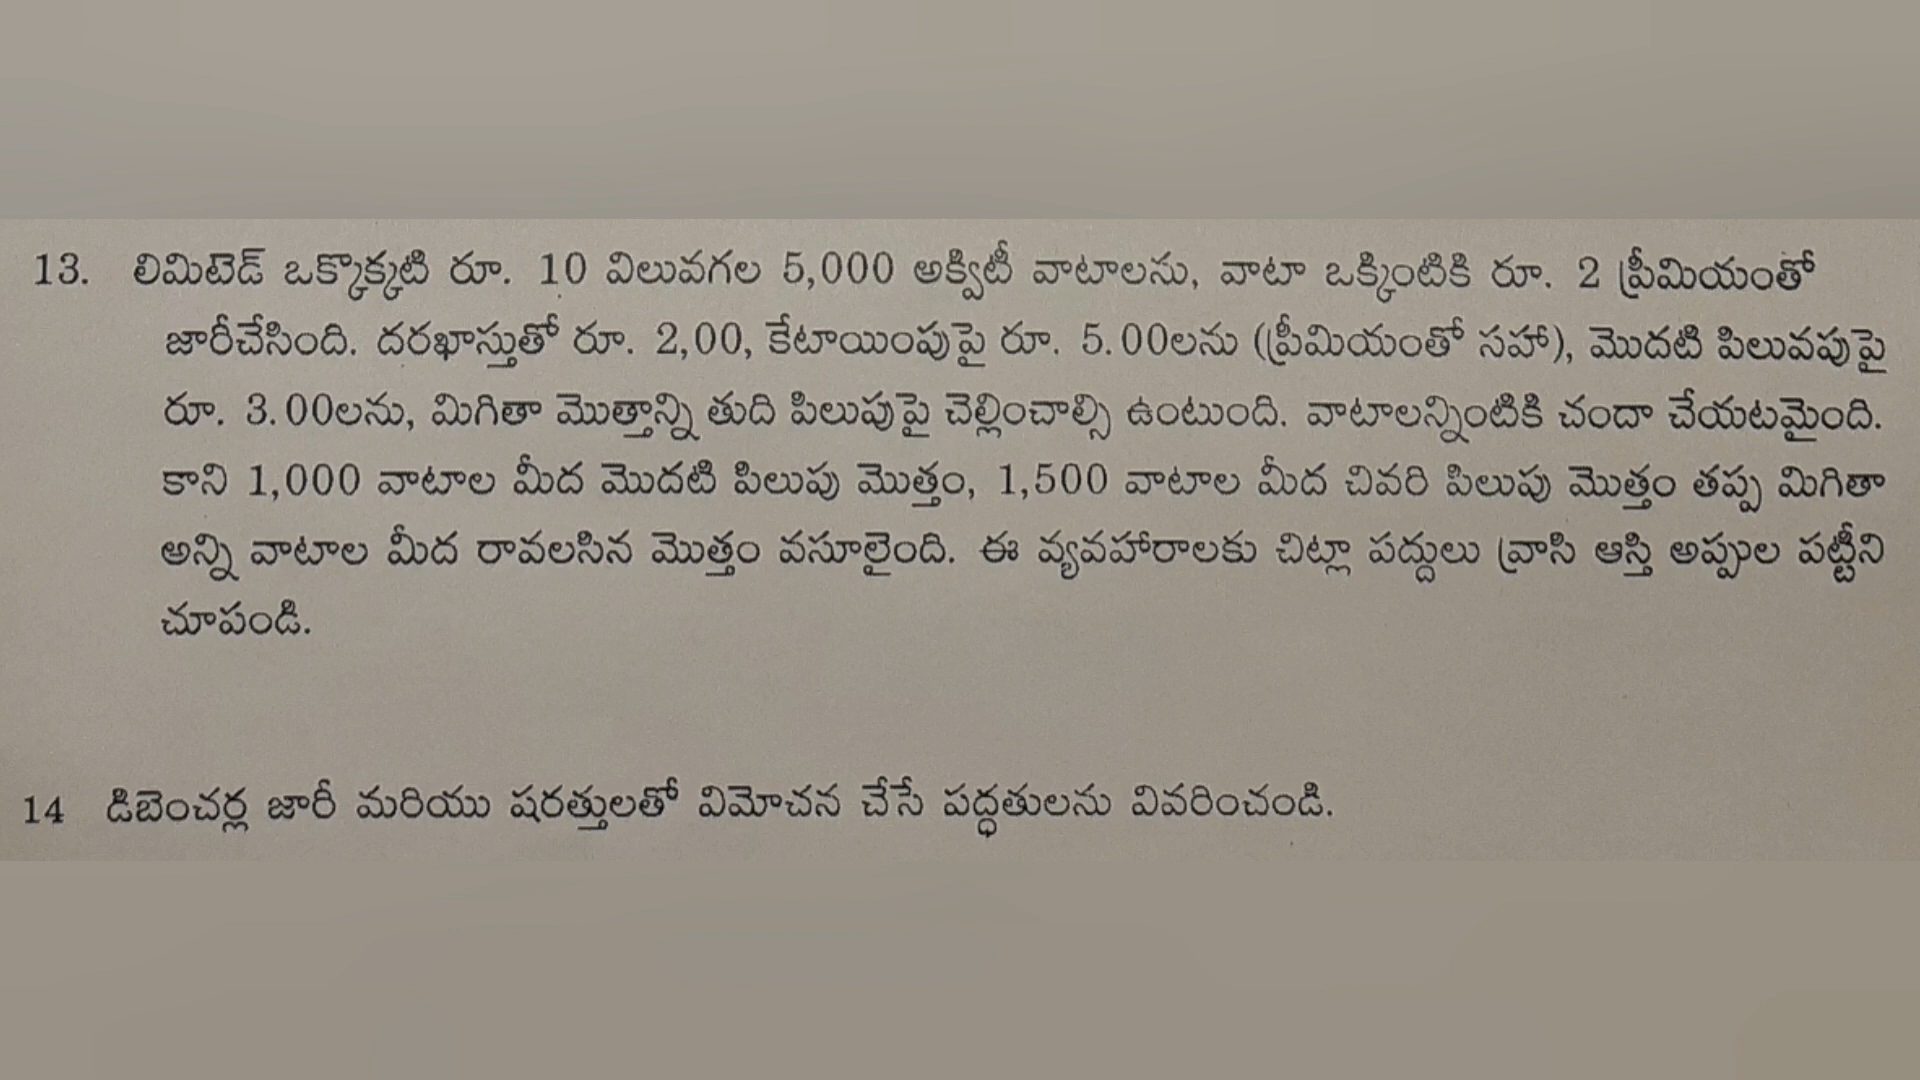 13. లిమిటెడ్ ఒక్కొక్కటి రూ. 10 విలువగల 5,000 అక్విటీ వాటాలను, వాటా ఒక్కింటికి రూ. 2 ప్రీమియంతో
జారీచేసింది. దరఖాస్తుతో రూ. 2,00, కేటాయింపుపై రూ. 5.00లను (ప్రీమియంతో సహా), మొదటి పిలువపుపై
రూ. 3.00లను, మిగితా మొత్తాన్ని తుది పిలుపుపై చెల్లించాల్సి ఉంటుంది. వాటాలన్నింటికి చందా చేయటమైంది.
కాని 1,000 వాటాల మీద మొదటి పిలుపు మొత్తం, 1,500 వాటాల మీద చివరి పిలుపు మొత్తం తప్ప మిగితా
అన్ని వాటాల మీద రావలసిన మొత్తం వసూలైంది. ఈ వ్యవహారాలకు చిట్లా పద్దులు వ్రాసి ఆస్తి అప్పుల పట్టీని
చూపండి.
14 డిబెంచర్ల జారీ మరియు షరత్తులతో విమోచన చేసే పద్ధతులను వివరించండి.